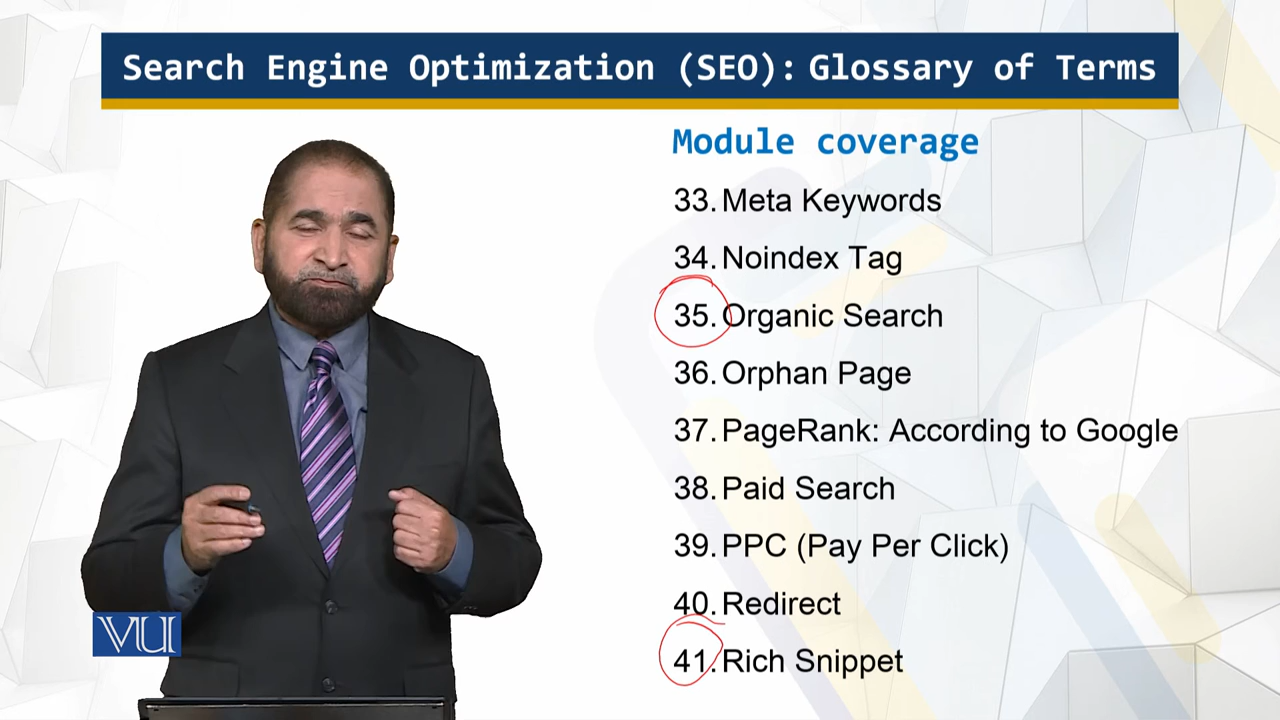 Search Engine Optimization (SEO): Glossary of Terms
Module coverage
33. Meta Keywords
34. Noindex Tag
35. Organic Search
36. Orphan Page
37. PageRank: According to Google
38. Paid Search
39. PPC (Pay Per Click)
40. Redirect
41. Rich Snippet
VU